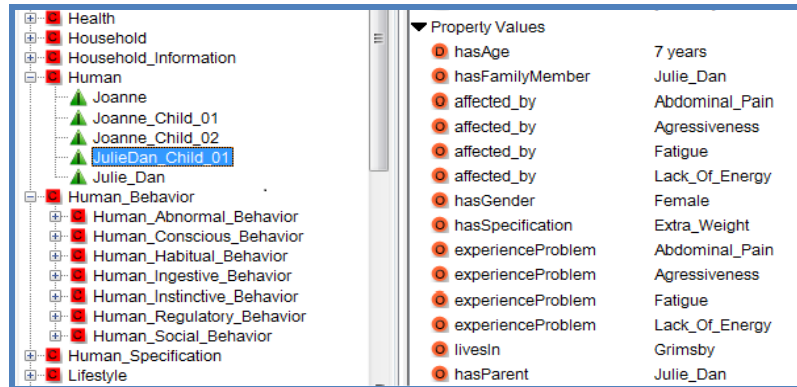 Health
Household
Household_Information
Human
Joanne
Joanne_Child_01
Joanne_Child_02
JulieDan_Child_01
Julie_Dan
Human_Behavior
Human_Abnormal_Behavior
Human_Conscious_Behavior
Human_Habitual_Behavior
Human_Ingestive_Behavior
Human_Instinctive_Behavior
Human_Regulatory_Behavior
Human_Social_Behavior
Human_Specification
Lifestyle
Property Values
D hasAge 7 years
O hasFamilyMember Julie_Dan
O affected_by Abdominal_Pain
O affected_by Agressiveness
O affected_by Fatigue
O affected_by Lack_Of_Energy
O hasGender Female
O hasSpecification Extra_Weight
O experienceProblem Abdominal_Pain
O experienceProblem Agressiveness
O experienceProblem Fatigue
O experienceProblem Lack_Of_Energy
O livesIn Grimsby
O hasParent Julie_Dan